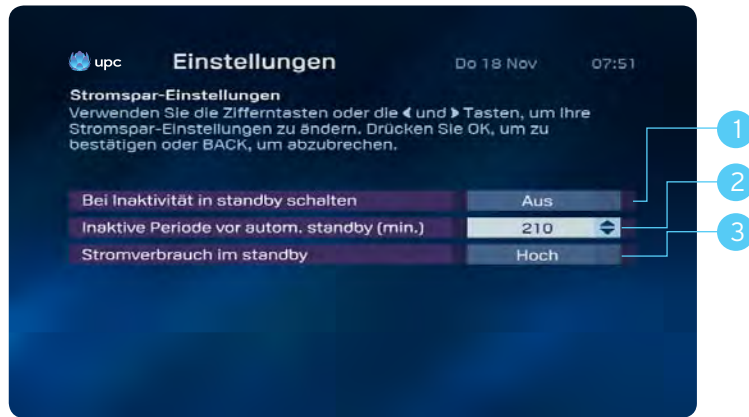 upc Einstellungen Do 18 Nov 07:51
Stromspar-Einstellungen
Verwenden Sie die Zifferntasten oder die und Tasten, um Ihre
Stromspar-Einstellungen zu ändern. Drücken Sie OK, um zu
bestätigen oder BACK, um abzubrechen.
1
Bei Inaktivität in standby schalten Aus
2
Inaktive Periode vor autom. standby (min.) 210
3
Stromverbrauch im standby Hoch